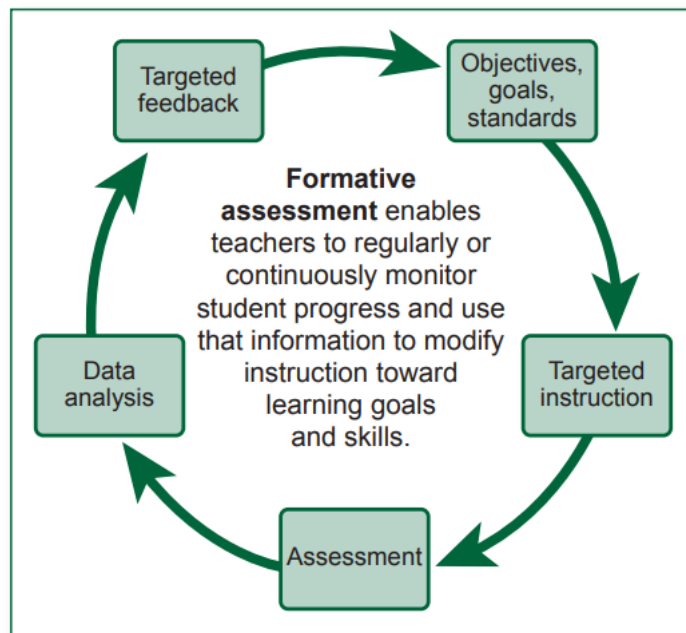 Targeted
feedback
Objectives,
goals,
standards
Formative
assessment enables
teachers to regularly or
continuously monitor
student progress and use
that information to modify
instruction toward
learning goals
and skills.
Data
analysis
Targeted
instruction
Assessment